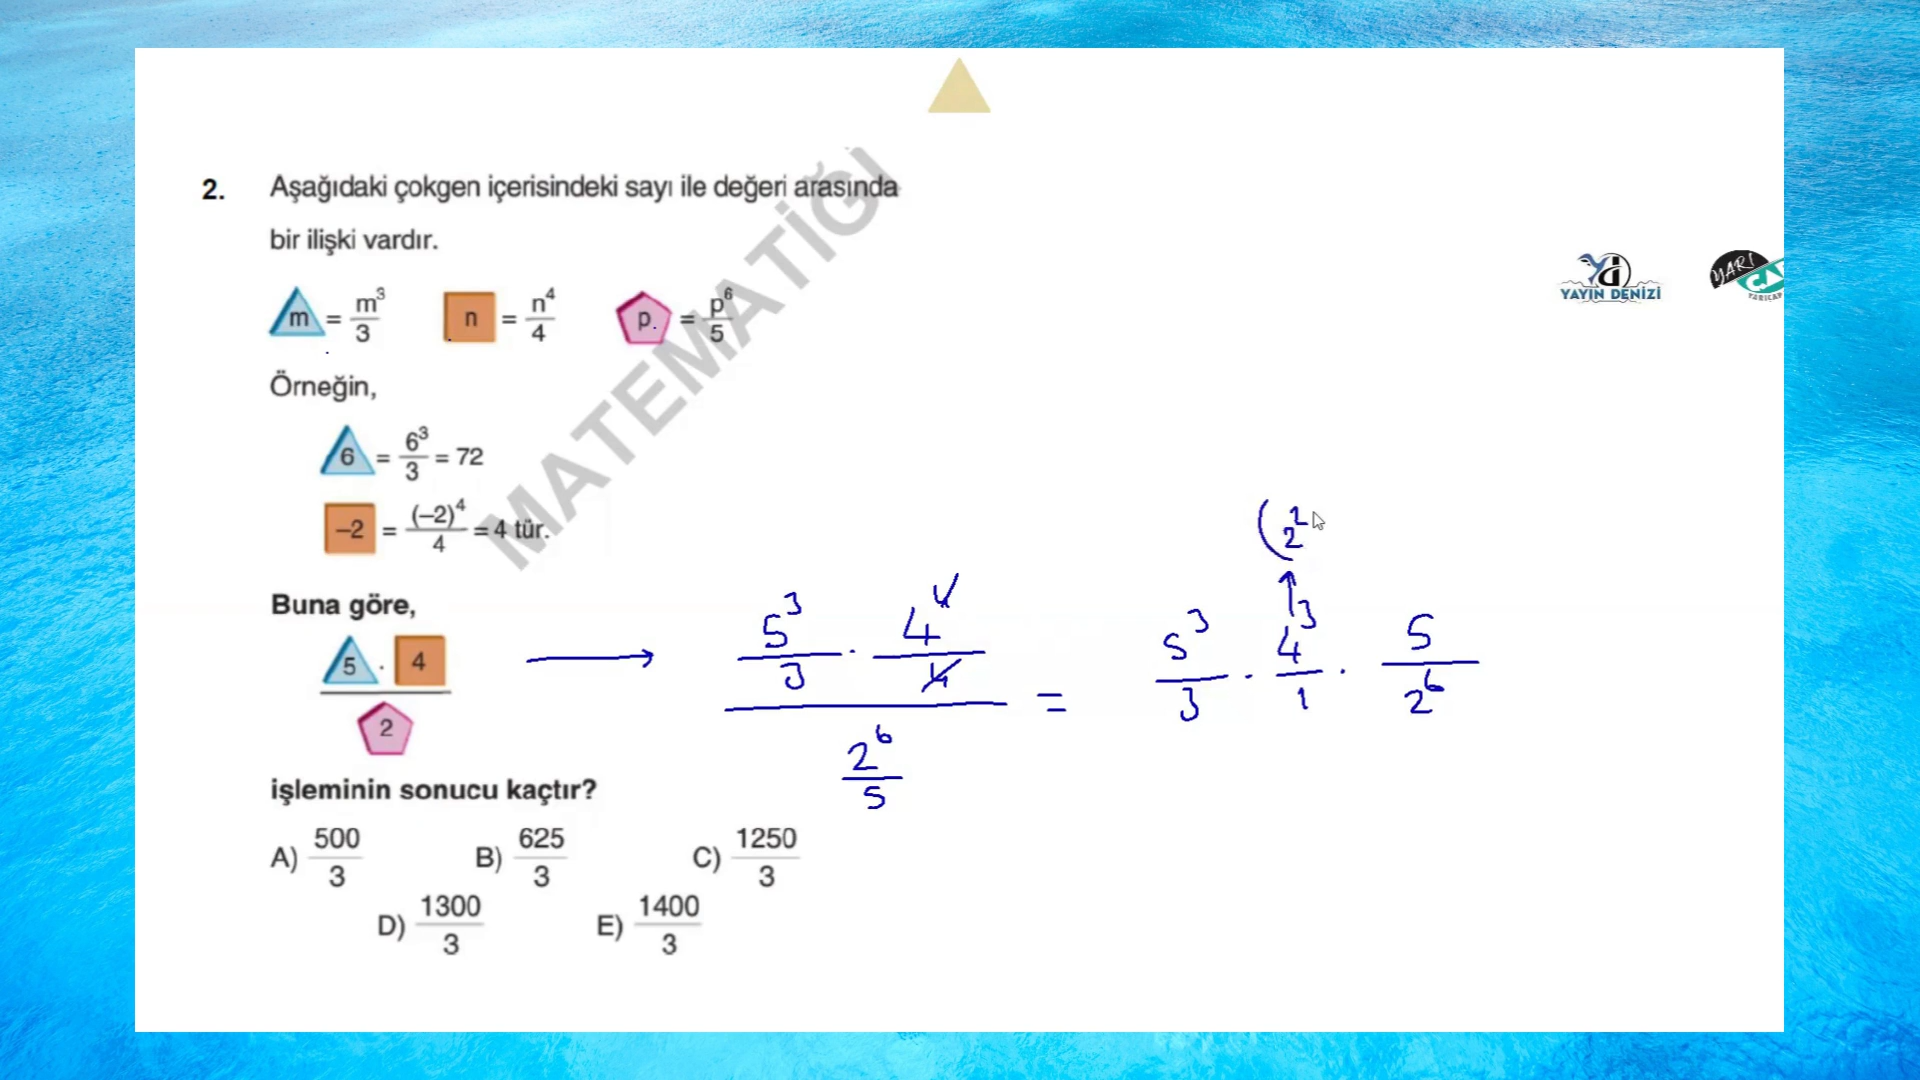 2. Aşağıdaki çokgen içerisindeki sayı ile değeri arasında
bir ilişki vardır.
m = m³/3 n = n⁴/4 p = p⁶/5
Örneğin,
6 = 6³/3 = 72
–2 = (–2)⁴/4 = 4 tür.
Buna göre,
5 · 4
2
işleminin sonucu kaçtır?
A) 500/3 B) 625/3 C) 1250/3
D) 1300/3 E) 1400/3
MATEMATİĞİ
5³/3 · 4⁴/4
2⁶/5
= 5³/3 · 4³/1 · 5/2⁶
(2²
YAYIN DENİZİ
YARI